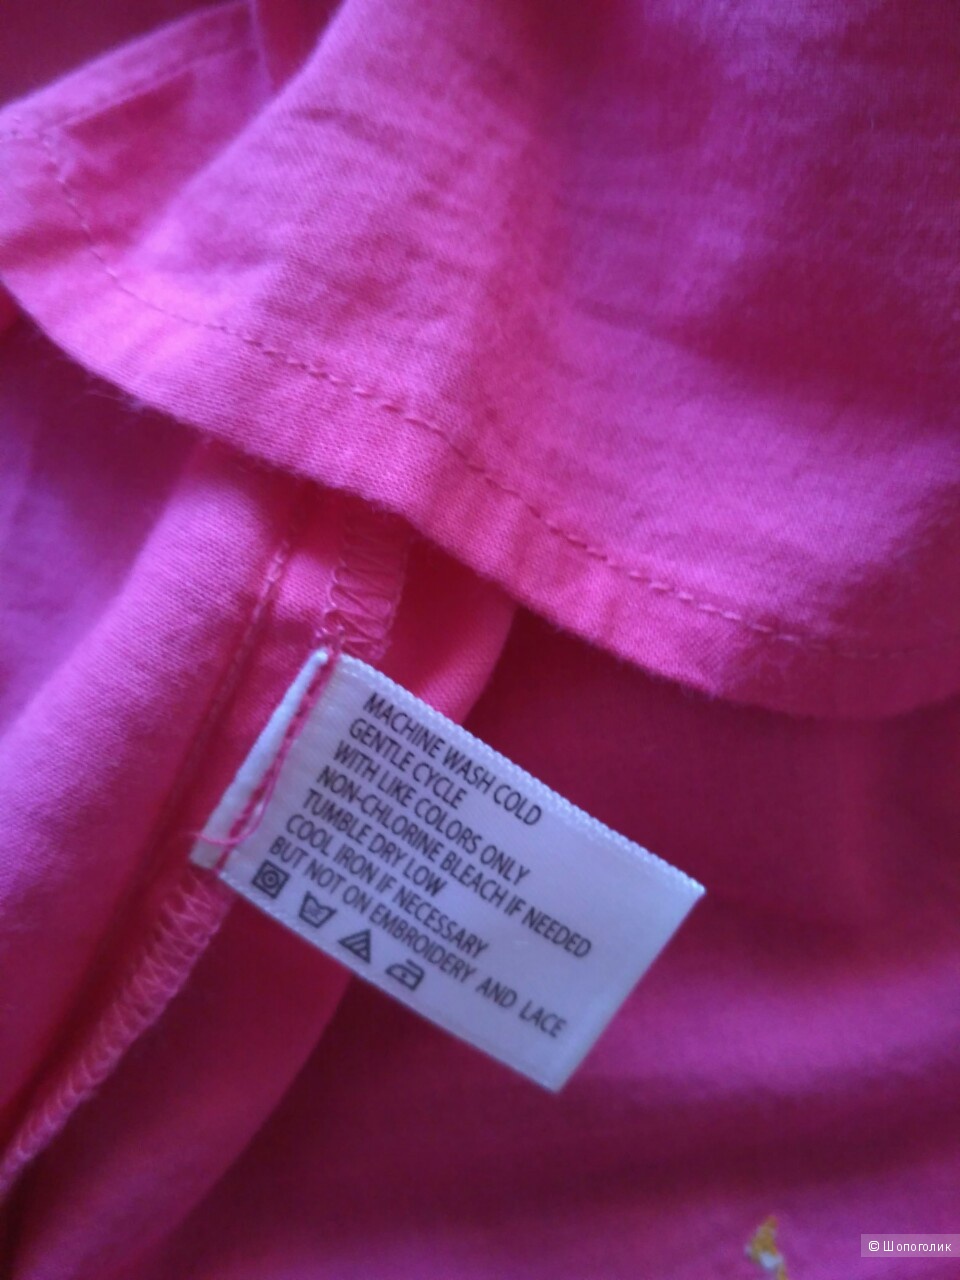 MACHINE WASH COLD
GENTLE CYCLE
WITH LIKE COLORS ONLY
NON-CHLORINE BLEACH IF NEEDED
TUMBLE DRY LOW
COOL IRON IF NECESSARY
BUT NOT ON EMBROIDERY AND LACE
© Шопоголик